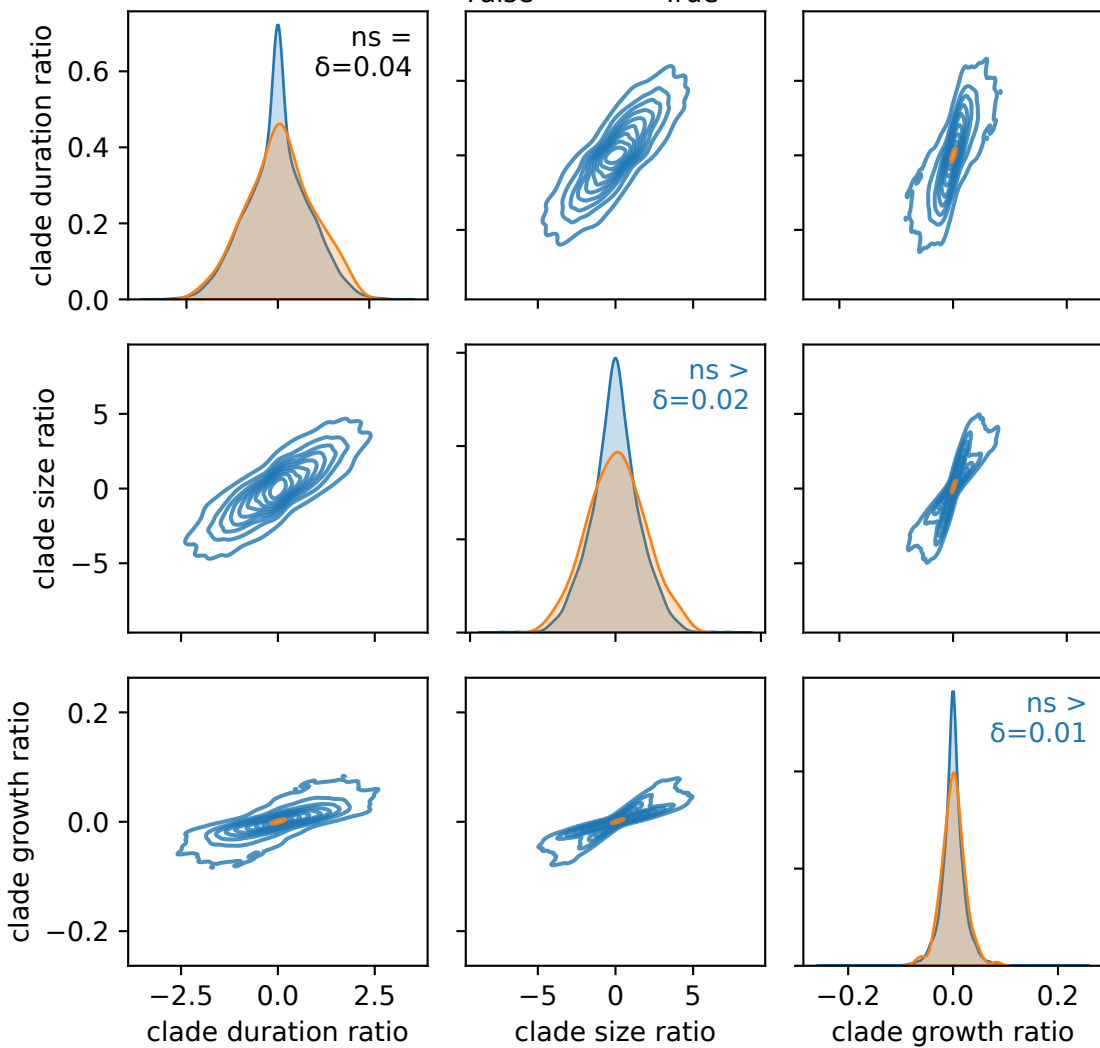 clade duration ratio
0.6
0.4
0.2
0.0
ns =
δ=0.04
clade size ratio
5
0
−5
ns >
δ=0.02
clade growth ratio
0.2
0.0
−0.2
ns >
δ=0.01
−2.5 0.0 2.5
−5 0 5
−0.2 0.0 0.2
clade duration ratio
clade size ratio
clade growth ratio